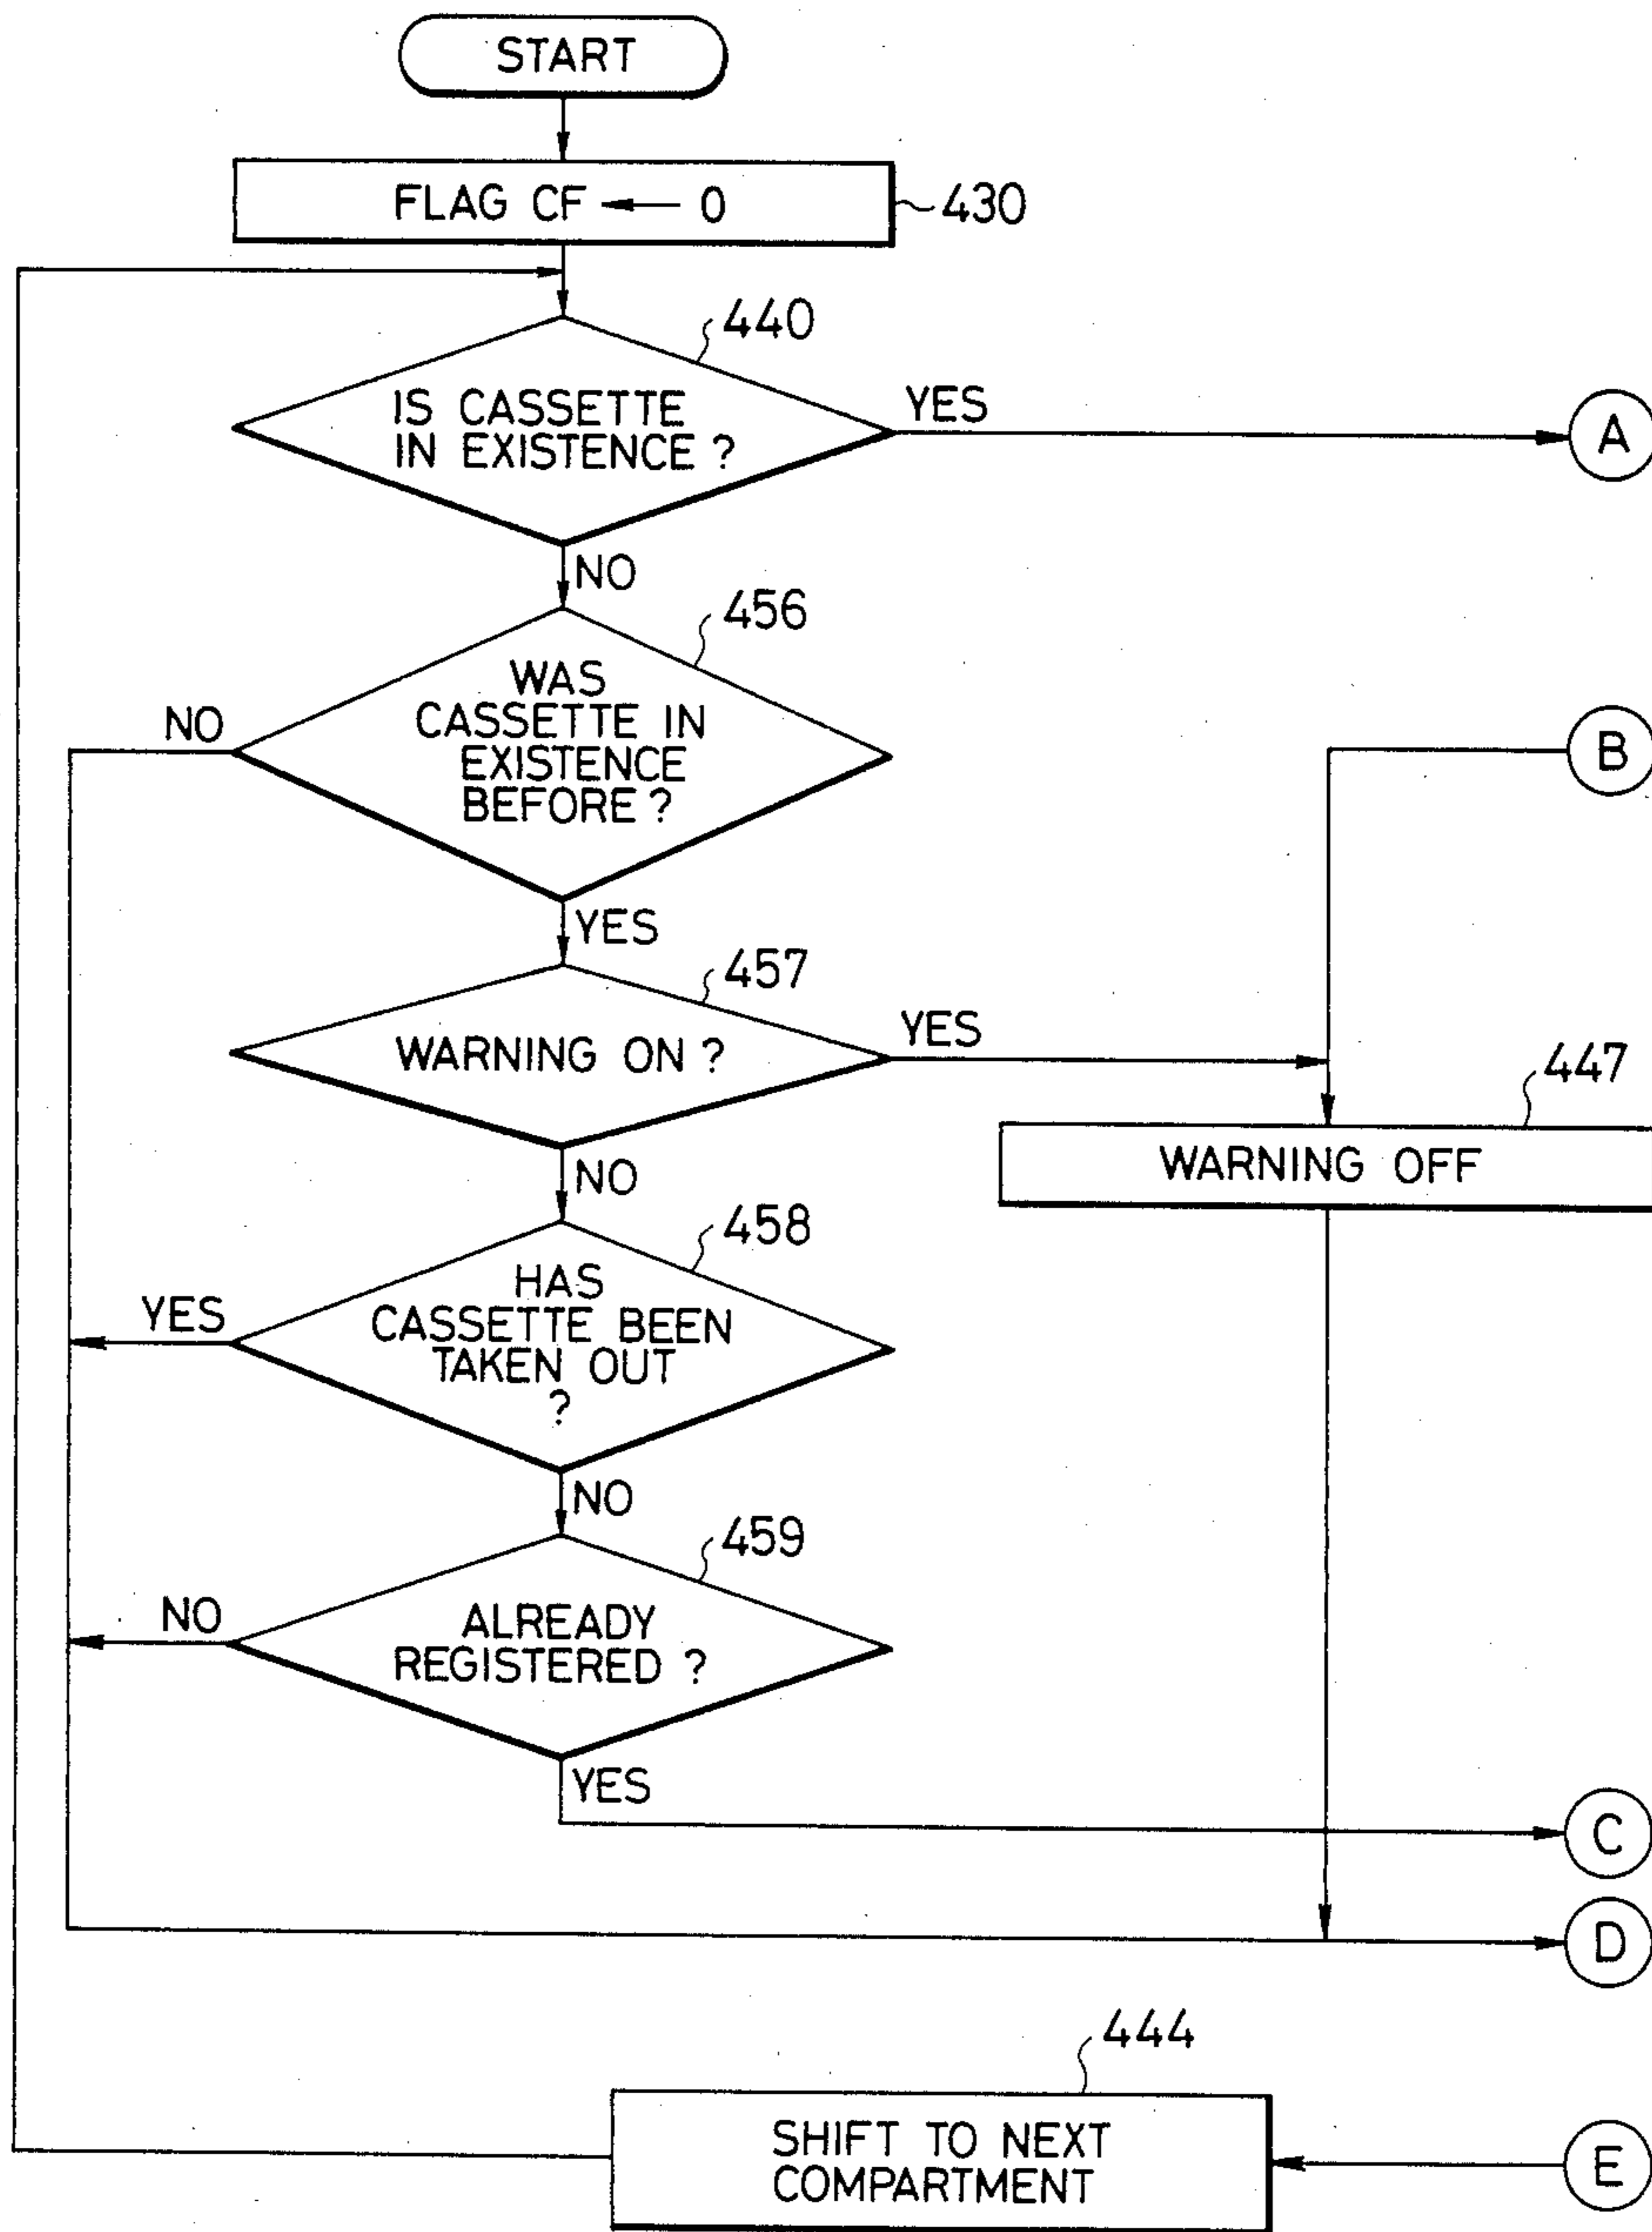 START
FLAG CF ← 0
430
440
IS CASSETTE
IN EXISTENCE ?
YES
A
NO
456
WAS
CASSETTE IN
EXISTENCE
BEFORE ?
NO
B
YES
457
WARNING ON ?
YES
447
WARNING OFF
NO
458
HAS
CASSETTE BEEN
TAKEN OUT
?
YES
NO
459
ALREADY
REGISTERED ?
NO
YES
C
D
444
SHIFT TO NEXT
COMPARTMENT
E